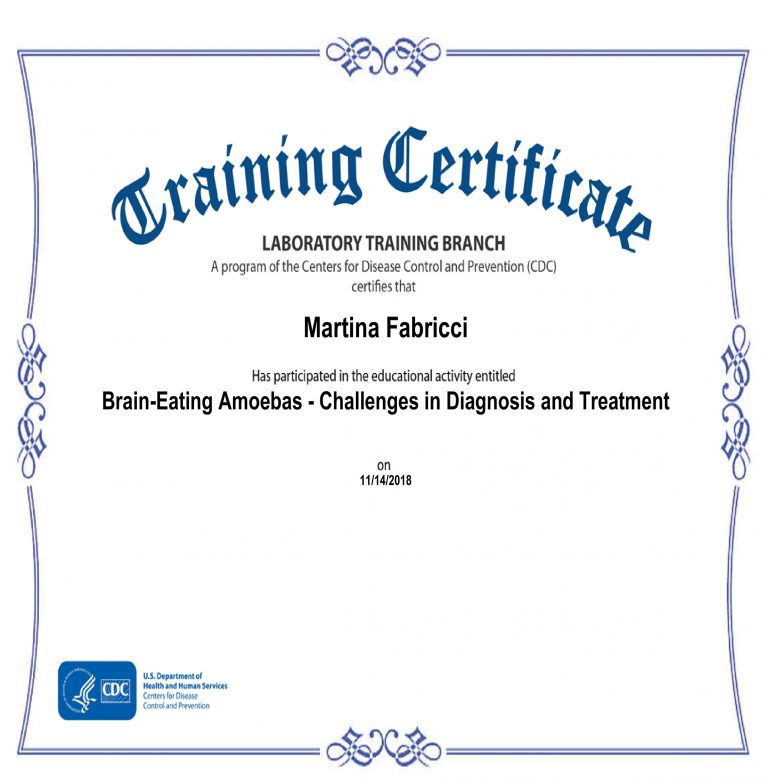 Training Certificate
LABORATORY TRAINING BRANCH
A program of the Centers for Disease Control and Prevention (CDC)
certifies that
Martina Fabricci
Has participated in the educational activity entitled
Brain-Eating Amoebas - Challenges in Diagnosis and Treatment
on
11/14/2018
CDC
U.S. Department of
Health and Human Services
Centers for Disease
Control and Prevention